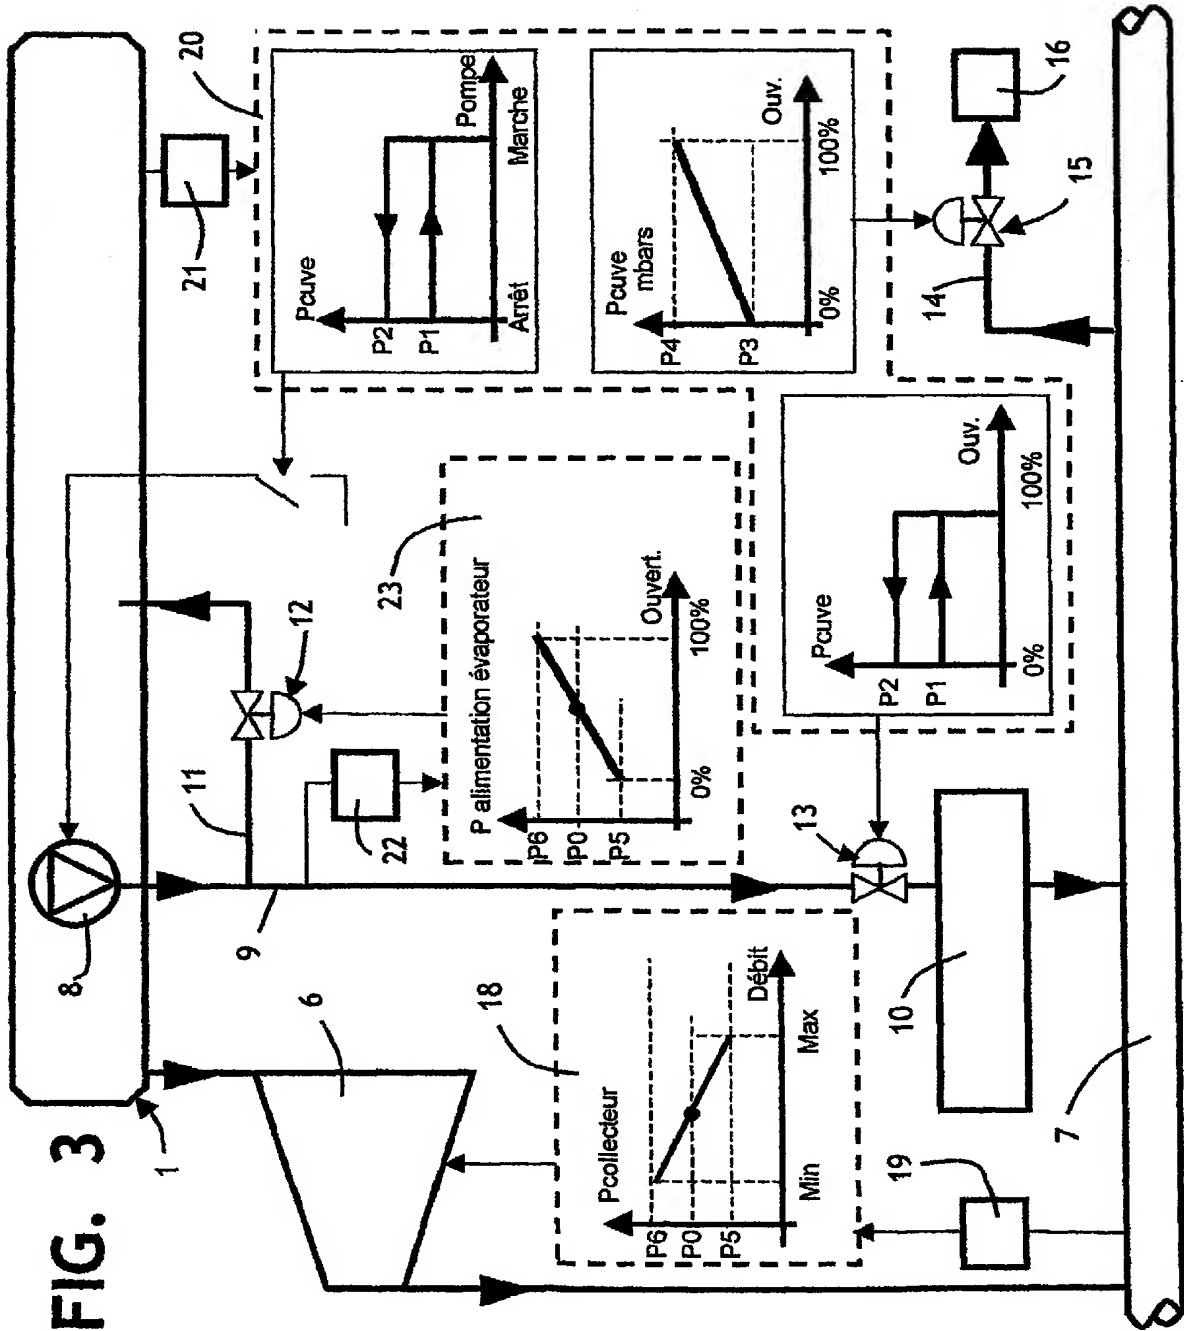 FIG. 3
1
8
6
9
11
12
22
23
21
20
Pcuve
P2
P1
Pompe
Arrêt
Marche
Pcuve
mbars
P4
P3
Ouv.
0%
100%
P alimentation évaporateur
P6
P0
P5
Ouvert.
0%
100%
Pcuve
P2
P1
Ouv.
0%
100%
18
Pcollecteur
P6
P0
P5
Débit
Min
Max
13
10
14
15
16
19
7